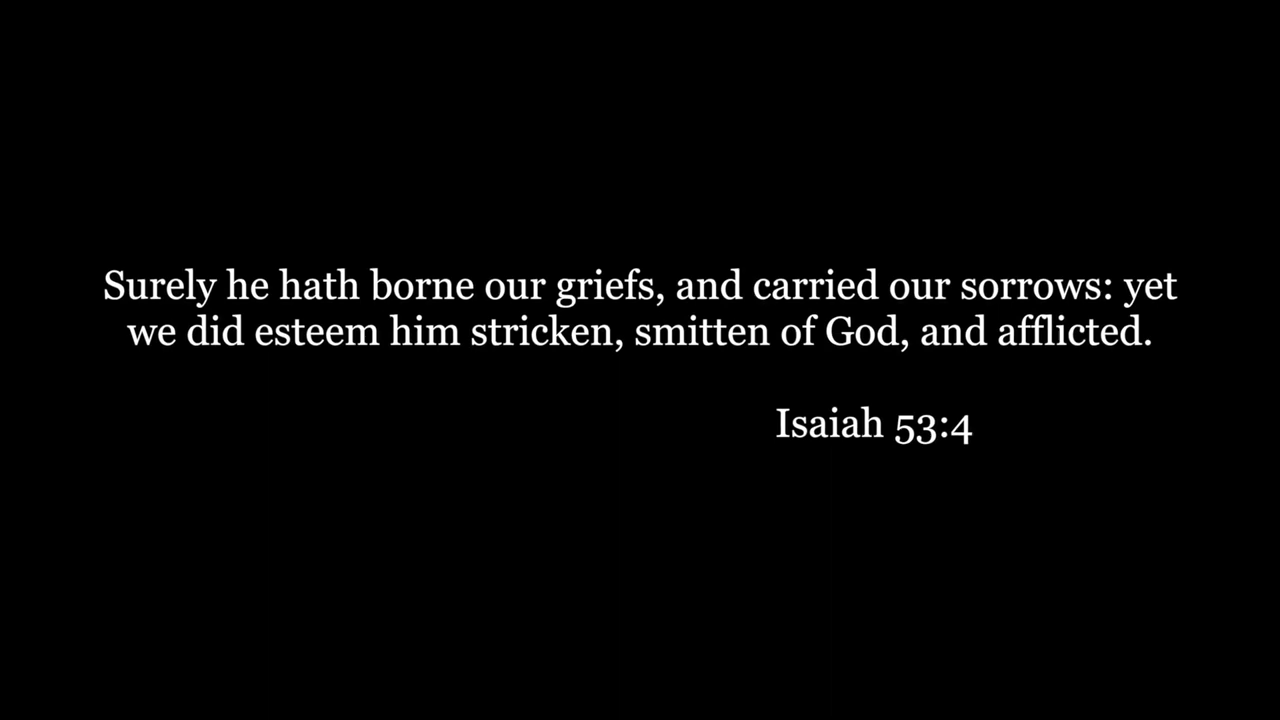 Surely he hath borne our griefs, and carried our sorrows: yet
we did esteem him stricken, smitten of God, and afflicted.
Isaiah 53:4